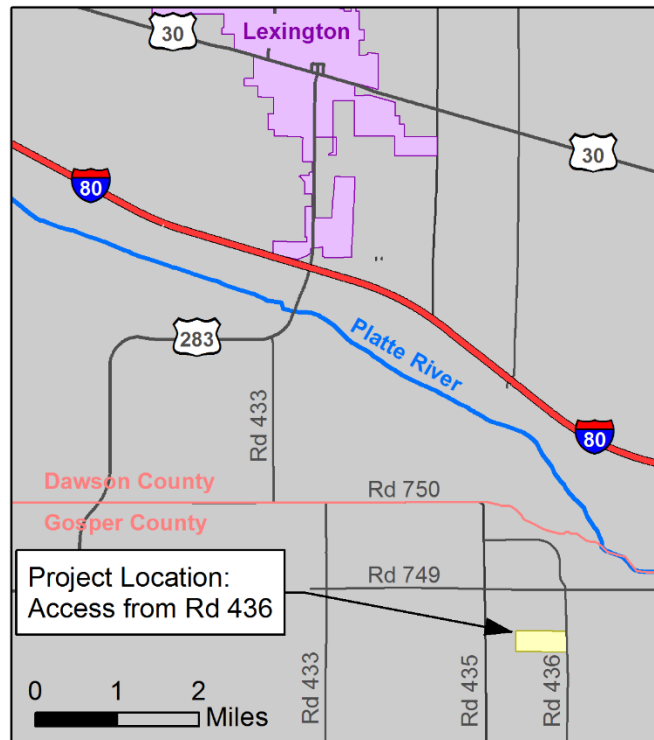 Lexington
30
30
80
Platte River
283
Rd 433
80
Dawson County
Rd 750
Gosper County
Project Location:
Access from Rd 436
Rd 749
Rd 433
Rd 435
Rd 436
0 1 2
Miles